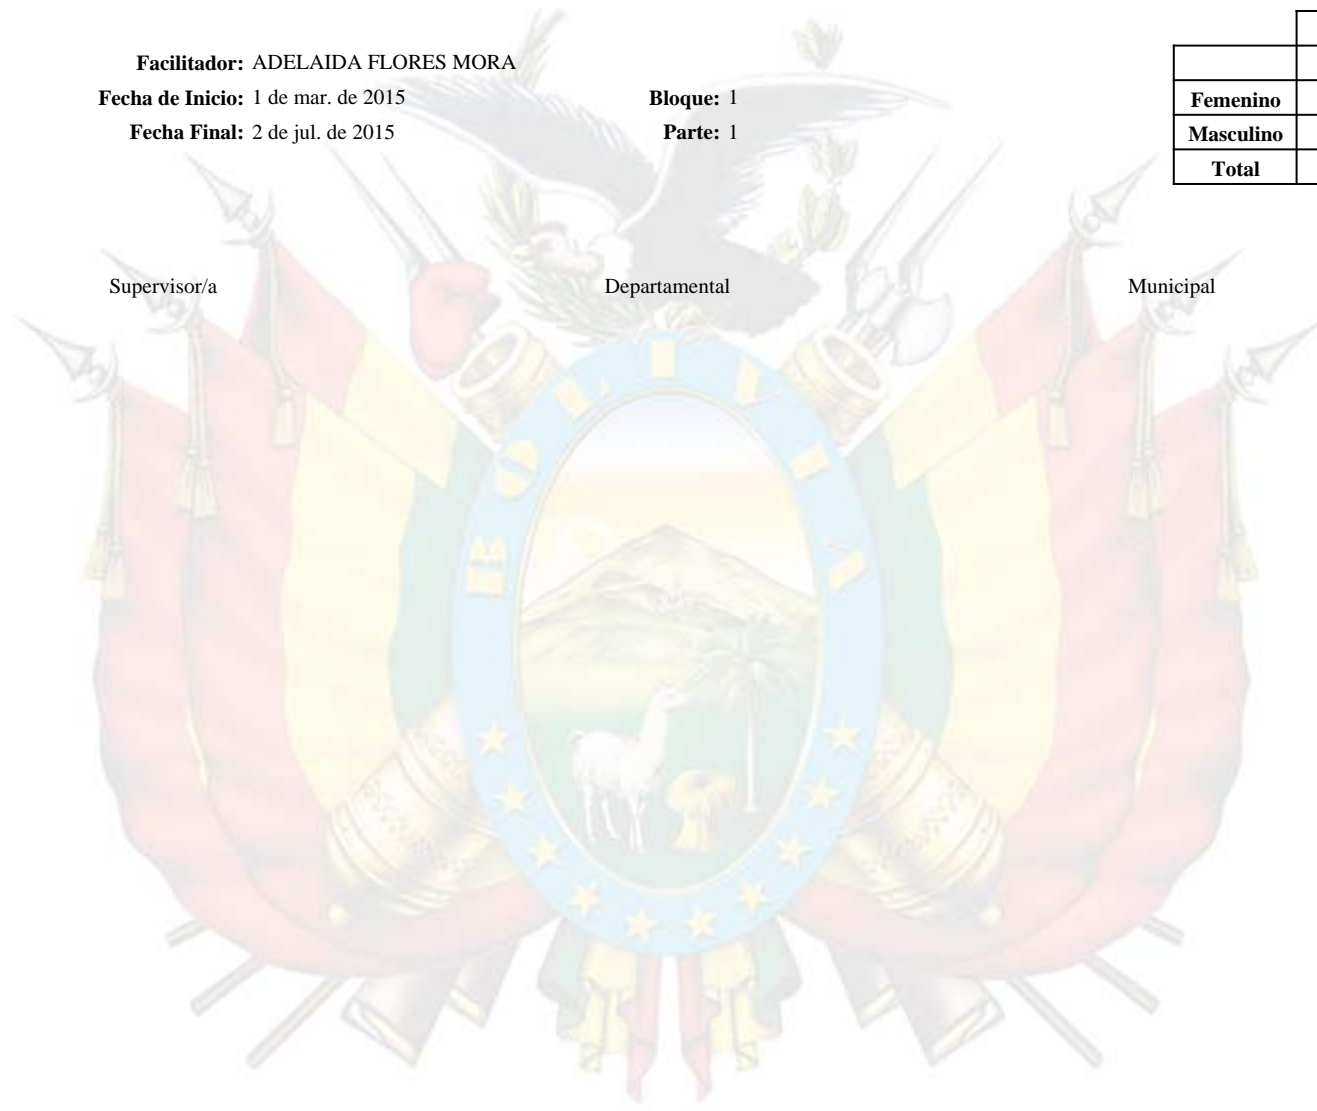 Facilitador: ADELAIDA FLORES MORA
Fecha de Inicio: 1 de mar. de 2015 Bloque: 1
Femenino
Fecha Final: 2 de jul. de 2015 Parte: 1
Masculino
Total
Supervisor/a Departamental Municipal
BOLIVIA